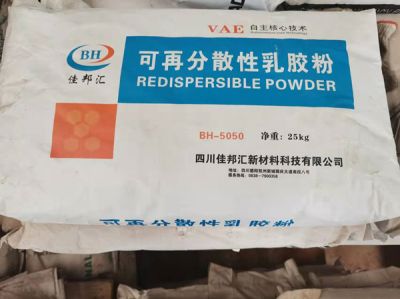 VAE 自主核心技术
BH
佳邦汇
可再分散性乳胶粉
REDISPERSIBLE POWDER
BH-5050 净重：25kg
四川佳邦汇新材料科技有限公司
可再分散性乳胶粉